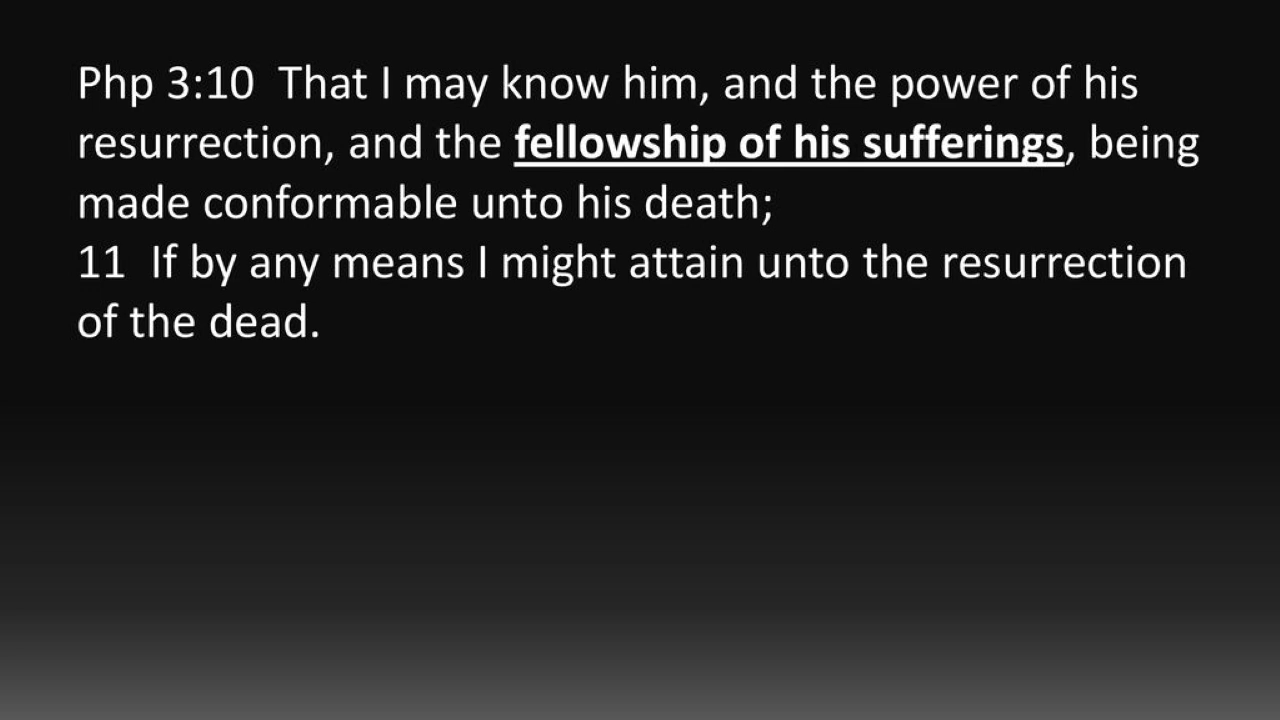 Php 3:10  That I may know him, and the power of his
resurrection, and the fellowship of his sufferings, being
made conformable unto his death;
11  If by any means I might attain unto the resurrection
of the dead.